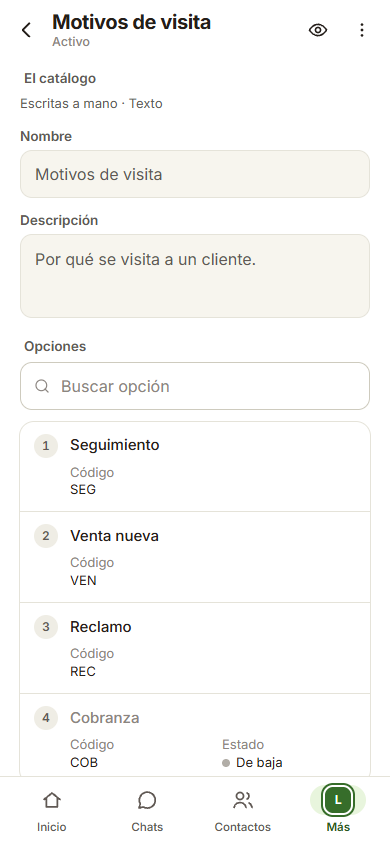 Motivos de visita
Activo
El catálogo
Escritas a mano · Texto
Nombre
Motivos de visita
Descripción
Por qué se visita a un cliente.
Opciones
Buscar opción
1 Seguimiento
Código
SEG
2 Venta nueva
Código
VEN
3 Reclamo
Código
REC
4 Cobranza
Código Estado
COB De baja
L
Inicio Chats Contactos Más